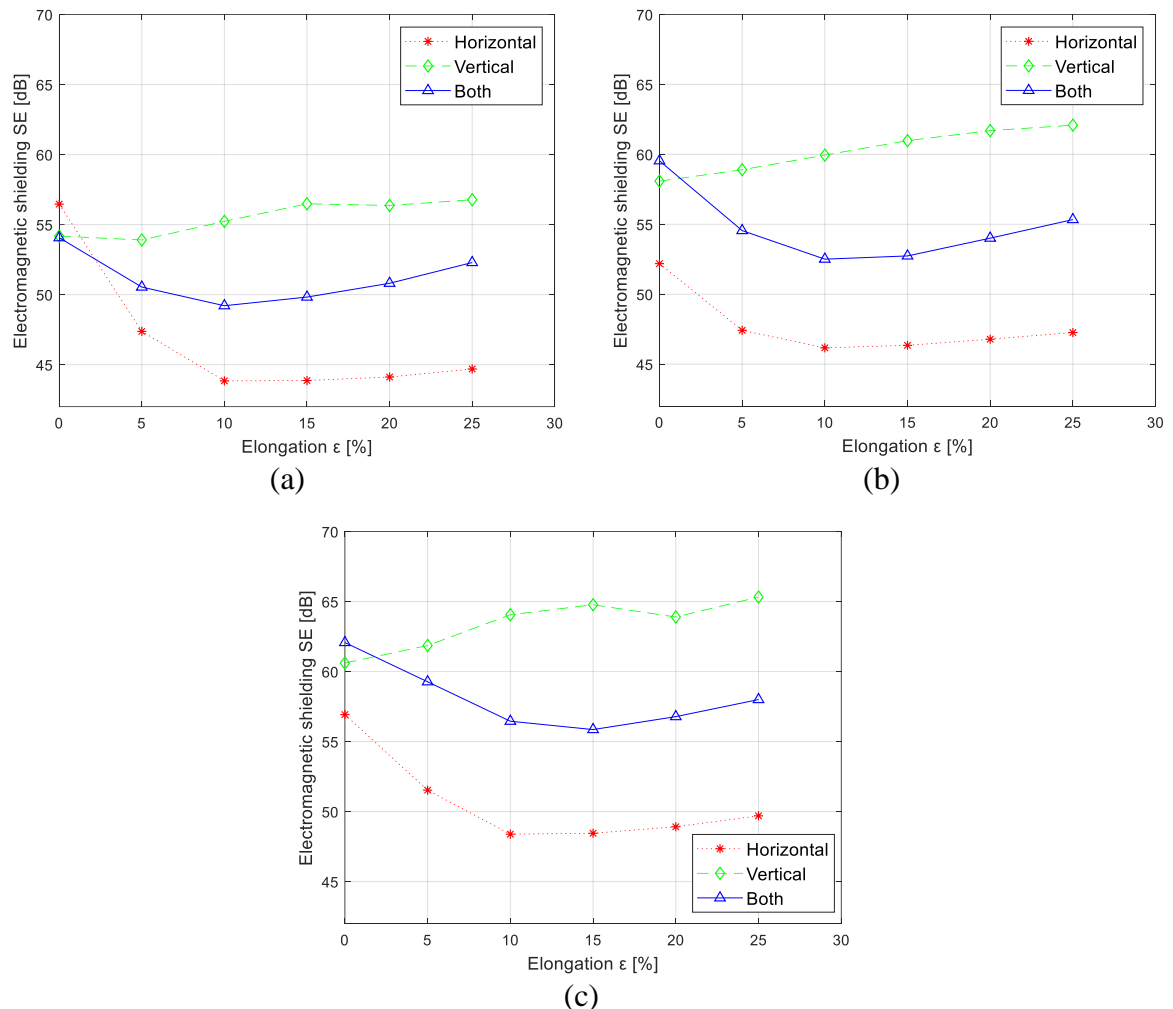 70
65
60
55
50
45
Electromagnetic shielding SE [dB]
Horizontal
Vertical
Both
0 5 10 15 20 25 30
Elongation ε [%]
(a)
70
65
60
55
50
45
Electromagnetic shielding SE [dB]
Horizontal
Vertical
Both
0 5 10 15 20 25 30
Elongation ε [%]
(b)
70
65
60
55
50
45
Electromagnetic shielding SE [dB]
Horizontal
Vertical
Both
0 5 10 15 20 25 30
Elongation ε [%]
(c)